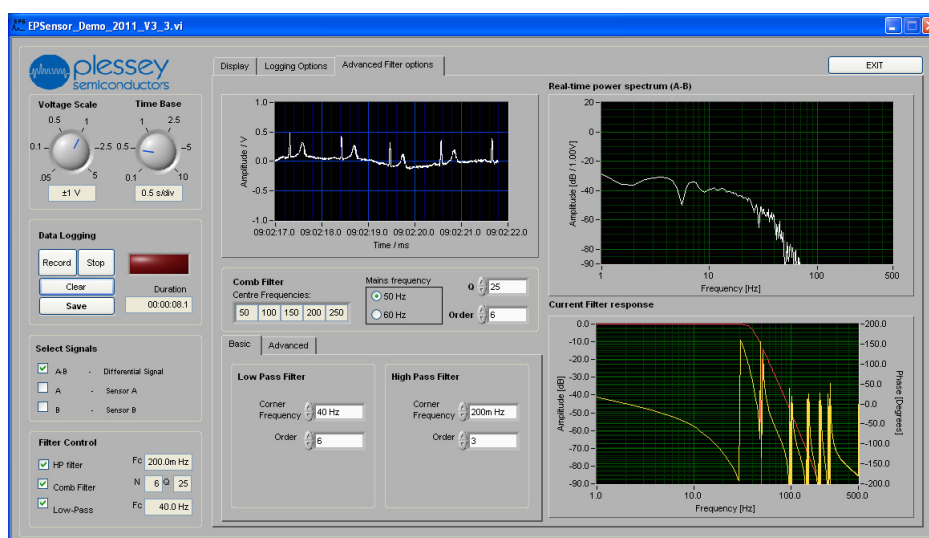 EPSensor_Demo_2011_V3_3.vi
plessey
semiconductors
Display
Logging Options
Advanced Filter options
EXIT
Voltage Scale
Time Base
0.5
1
1
2.5
0.1
2.5
0.5
5
.05
5
0.1
10
±1 V
0.5 s/div
Data Logging
Record
Stop
Clear
Save
Duration
00:00:08.1
Select Signals
A-B - Differential Signal
A - Sensor A
B - Sensor B
Filter Control
HP filter
Fc
200.0m Hz
Comb Filter
N
6
Q
25
Low-Pass
Fc
40.0 Hz
Amplitude / V
1.0
0.5
0.0
-0.5
-1.0
09:02:17.0 09:02:18.0 09:02:19.0 09:02:20.0 09:02:21.0 09:02:22.0
Time / ms
Comb Filter
Centre Frequencies:
50 100 150 200 250
Mains frequency
50 Hz
60 Hz
Q
25
Order
6
Basic
Advanced
Low Pass Filter
Corner
Frequency
40 Hz
Order
6
High Pass Filter
Corner
Frequency
200m Hz
Order
3
Real-time power spectrum (A-B)
Amplitude [dB / 1.00V]
20
0
-20
-40
-60
-80
-90
1 10 100 500
Frequency [Hz]
Current Filter response
Amplitude [dB]
0.0
-10.0
-20.0
-30.0
-40.0
-50.0
-60.0
-70.0
-80.0
-90.0
200.0
-150.0
-100.0
-50.0
-0.0
-50.0
-100.0
-150.0
-200.0
Phase [Degrees]
1.0 10.0 100.0 500.0
Frequency [Hz]